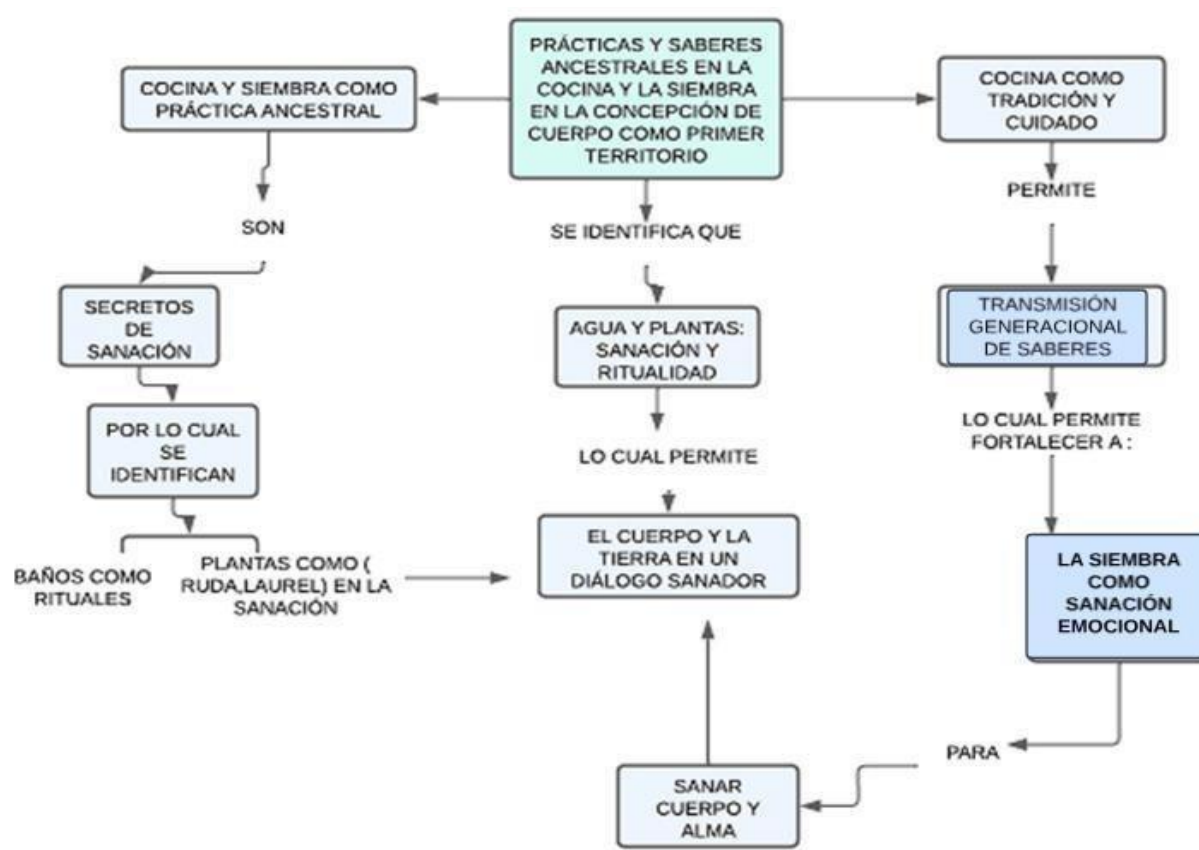 PRÁCTICAS Y SABERES
ANCESTRALES EN LA
COCINA Y LA SIEMBRA
EN LA CONCEPCIÓN DE
CUERPO COMO PRIMER
TERRITORIO
COCINA Y SIEMBRA COMO
PRÁCTICA ANCESTRAL
SON
SECRETOS
DE
SANACIÓN
POR LO CUAL
SE
IDENTIFICAN
BAÑOS COMO
RITUALES
PLANTAS COMO (
RUDA,LAUREL) EN LA
SANACIÓN
SE IDENTIFICA QUE
AGUA Y PLANTAS:
SANACIÓN Y
RITUALIDAD
LO CUAL PERMITE
EL CUERPO Y LA
TIERRA EN UN
DIÁLOGO SANADOR
COCINA COMO
TRADICIÓN Y
CUIDADO
PERMITE
TRANSMISIÓN
GENERACIONAL
DE SABERES
LO CUAL PERMITE
FORTALECER A :
LA SIEMBRA
COMO
SANACIÓN
EMOCIONAL
PARA
SANAR
CUERPO Y
ALMA